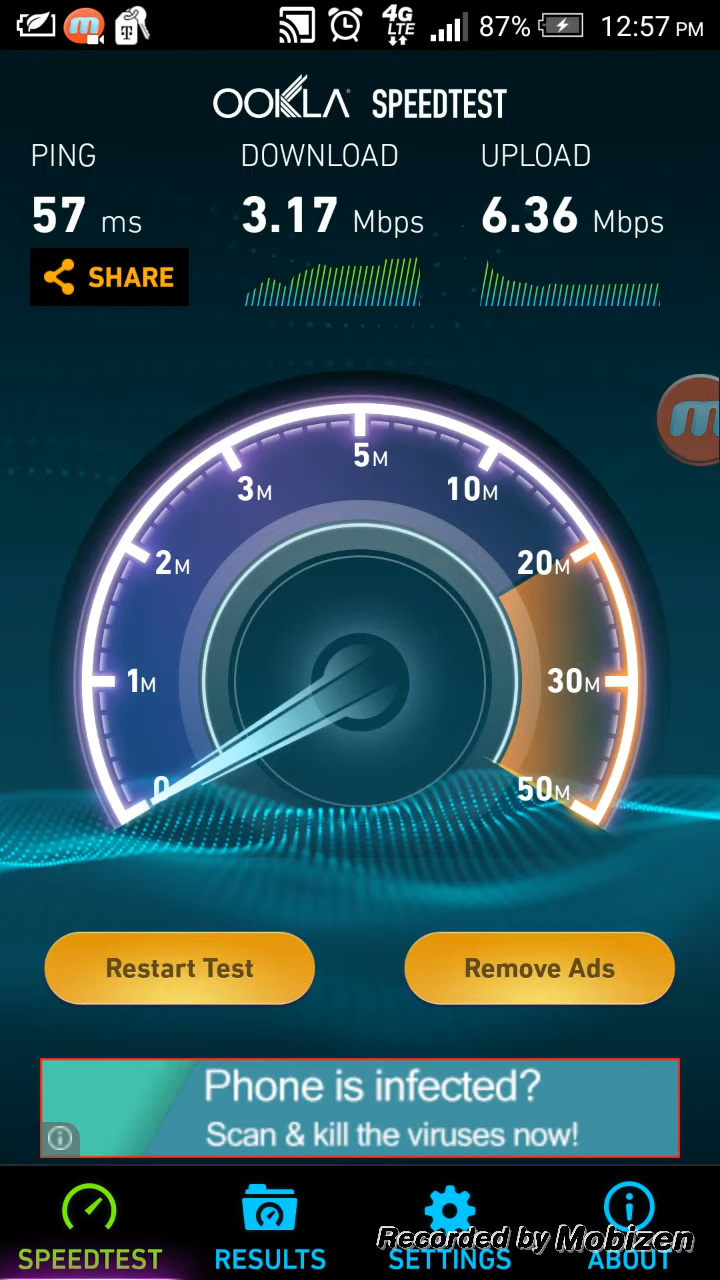 4G LTE 87% 12:57 PM
OOKLA SPEEDTEST
PING DOWNLOAD UPLOAD
57 ms 3.17 Mbps 6.36 Mbps
SHARE
5M
3M 10M
2M 20M
1M 30M
0 50M
Restart Test Remove Ads
Phone is infected?
Scan & kill the viruses now!
Recorded by Mobizen
SPEEDTEST RESULTS SETTINGS ABOUT